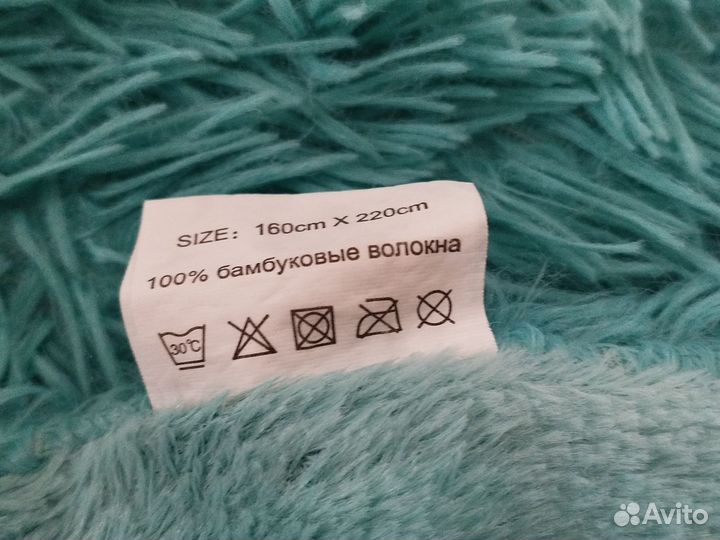 SIZE: 160cm X 220cm
100% бамбуковые волокна
30°C
Avito